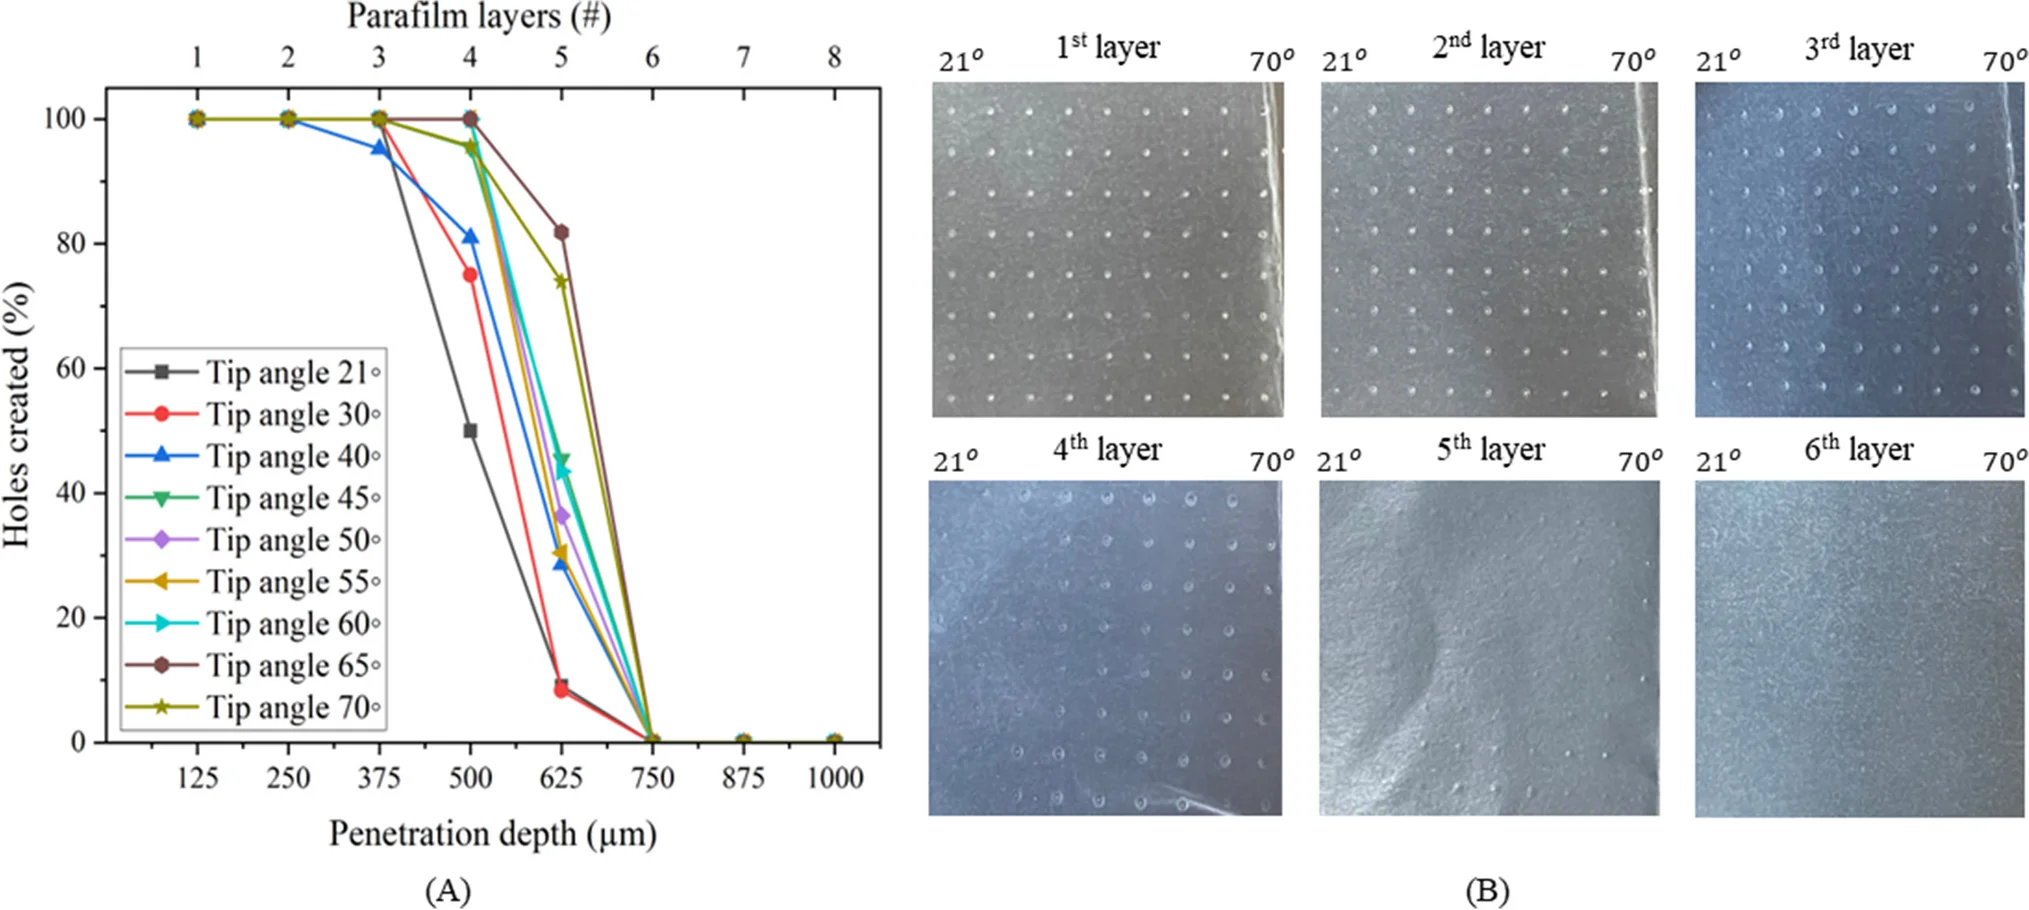 Parafilm layers (#)
1 2 3 4 5 6 7 8
Holes created (%)
100
80
60
40
20
0
Tip angle 21°
Tip angle 30°
Tip angle 40°
Tip angle 45°
Tip angle 50°
Tip angle 55°
Tip angle 60°
Tip angle 65°
Tip angle 70°
125 250 375 500 625 750 875 1000
Penetration depth (µm)
(A)
21° 1st layer 70°
21° 2nd layer 70°
21° 3rd layer 70°
21° 4th layer 70°
21° 5th layer 70°
21° 6th layer 70°
(B)